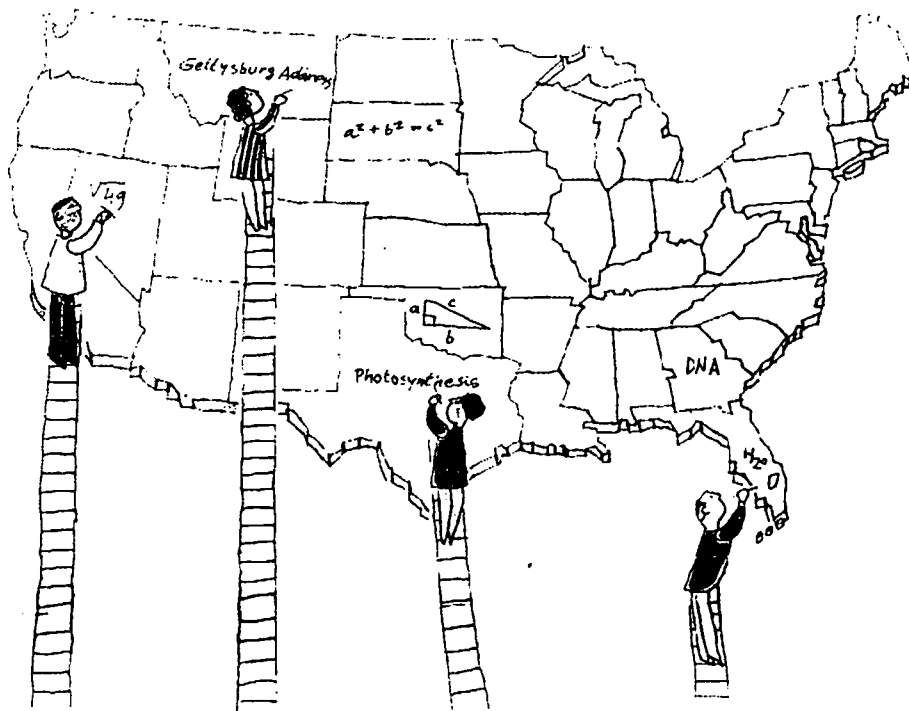 Gettysburg Address
a² + b² = c²
√49
a
c
b
Photosynthesis
DNA
H₂O